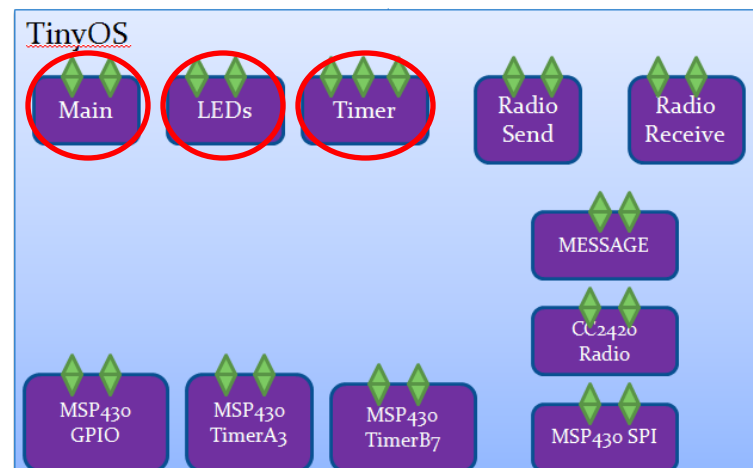 TinyOS
Main
LEDs
Timer
Radio
Send
Radio
Receive
MESSAGE
CC2420
Radio
MSP430
GPIO
MSP430
TimerA3
MSP430
TimerB7
MSP430 SPI